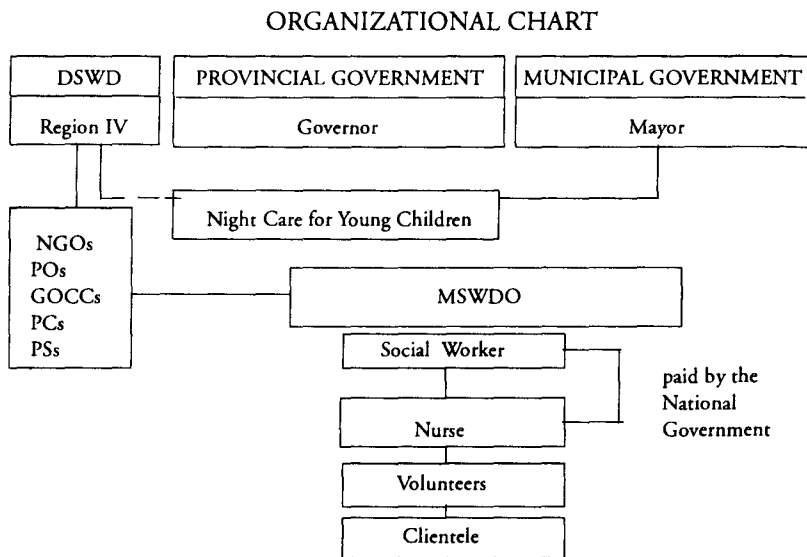 ORGANIZATIONAL CHART
DSWD
Region IV
PROVINCIAL GOVERNMENT
Governor
MUNICIPAL GOVERNMENT
Mayor
Night Care for Young Children
NGOs
POs
GOCCs
PCs
PSs
MSWDO
Social Worker
Nurse
Volunteers
Clientele
paid by the
National
Government